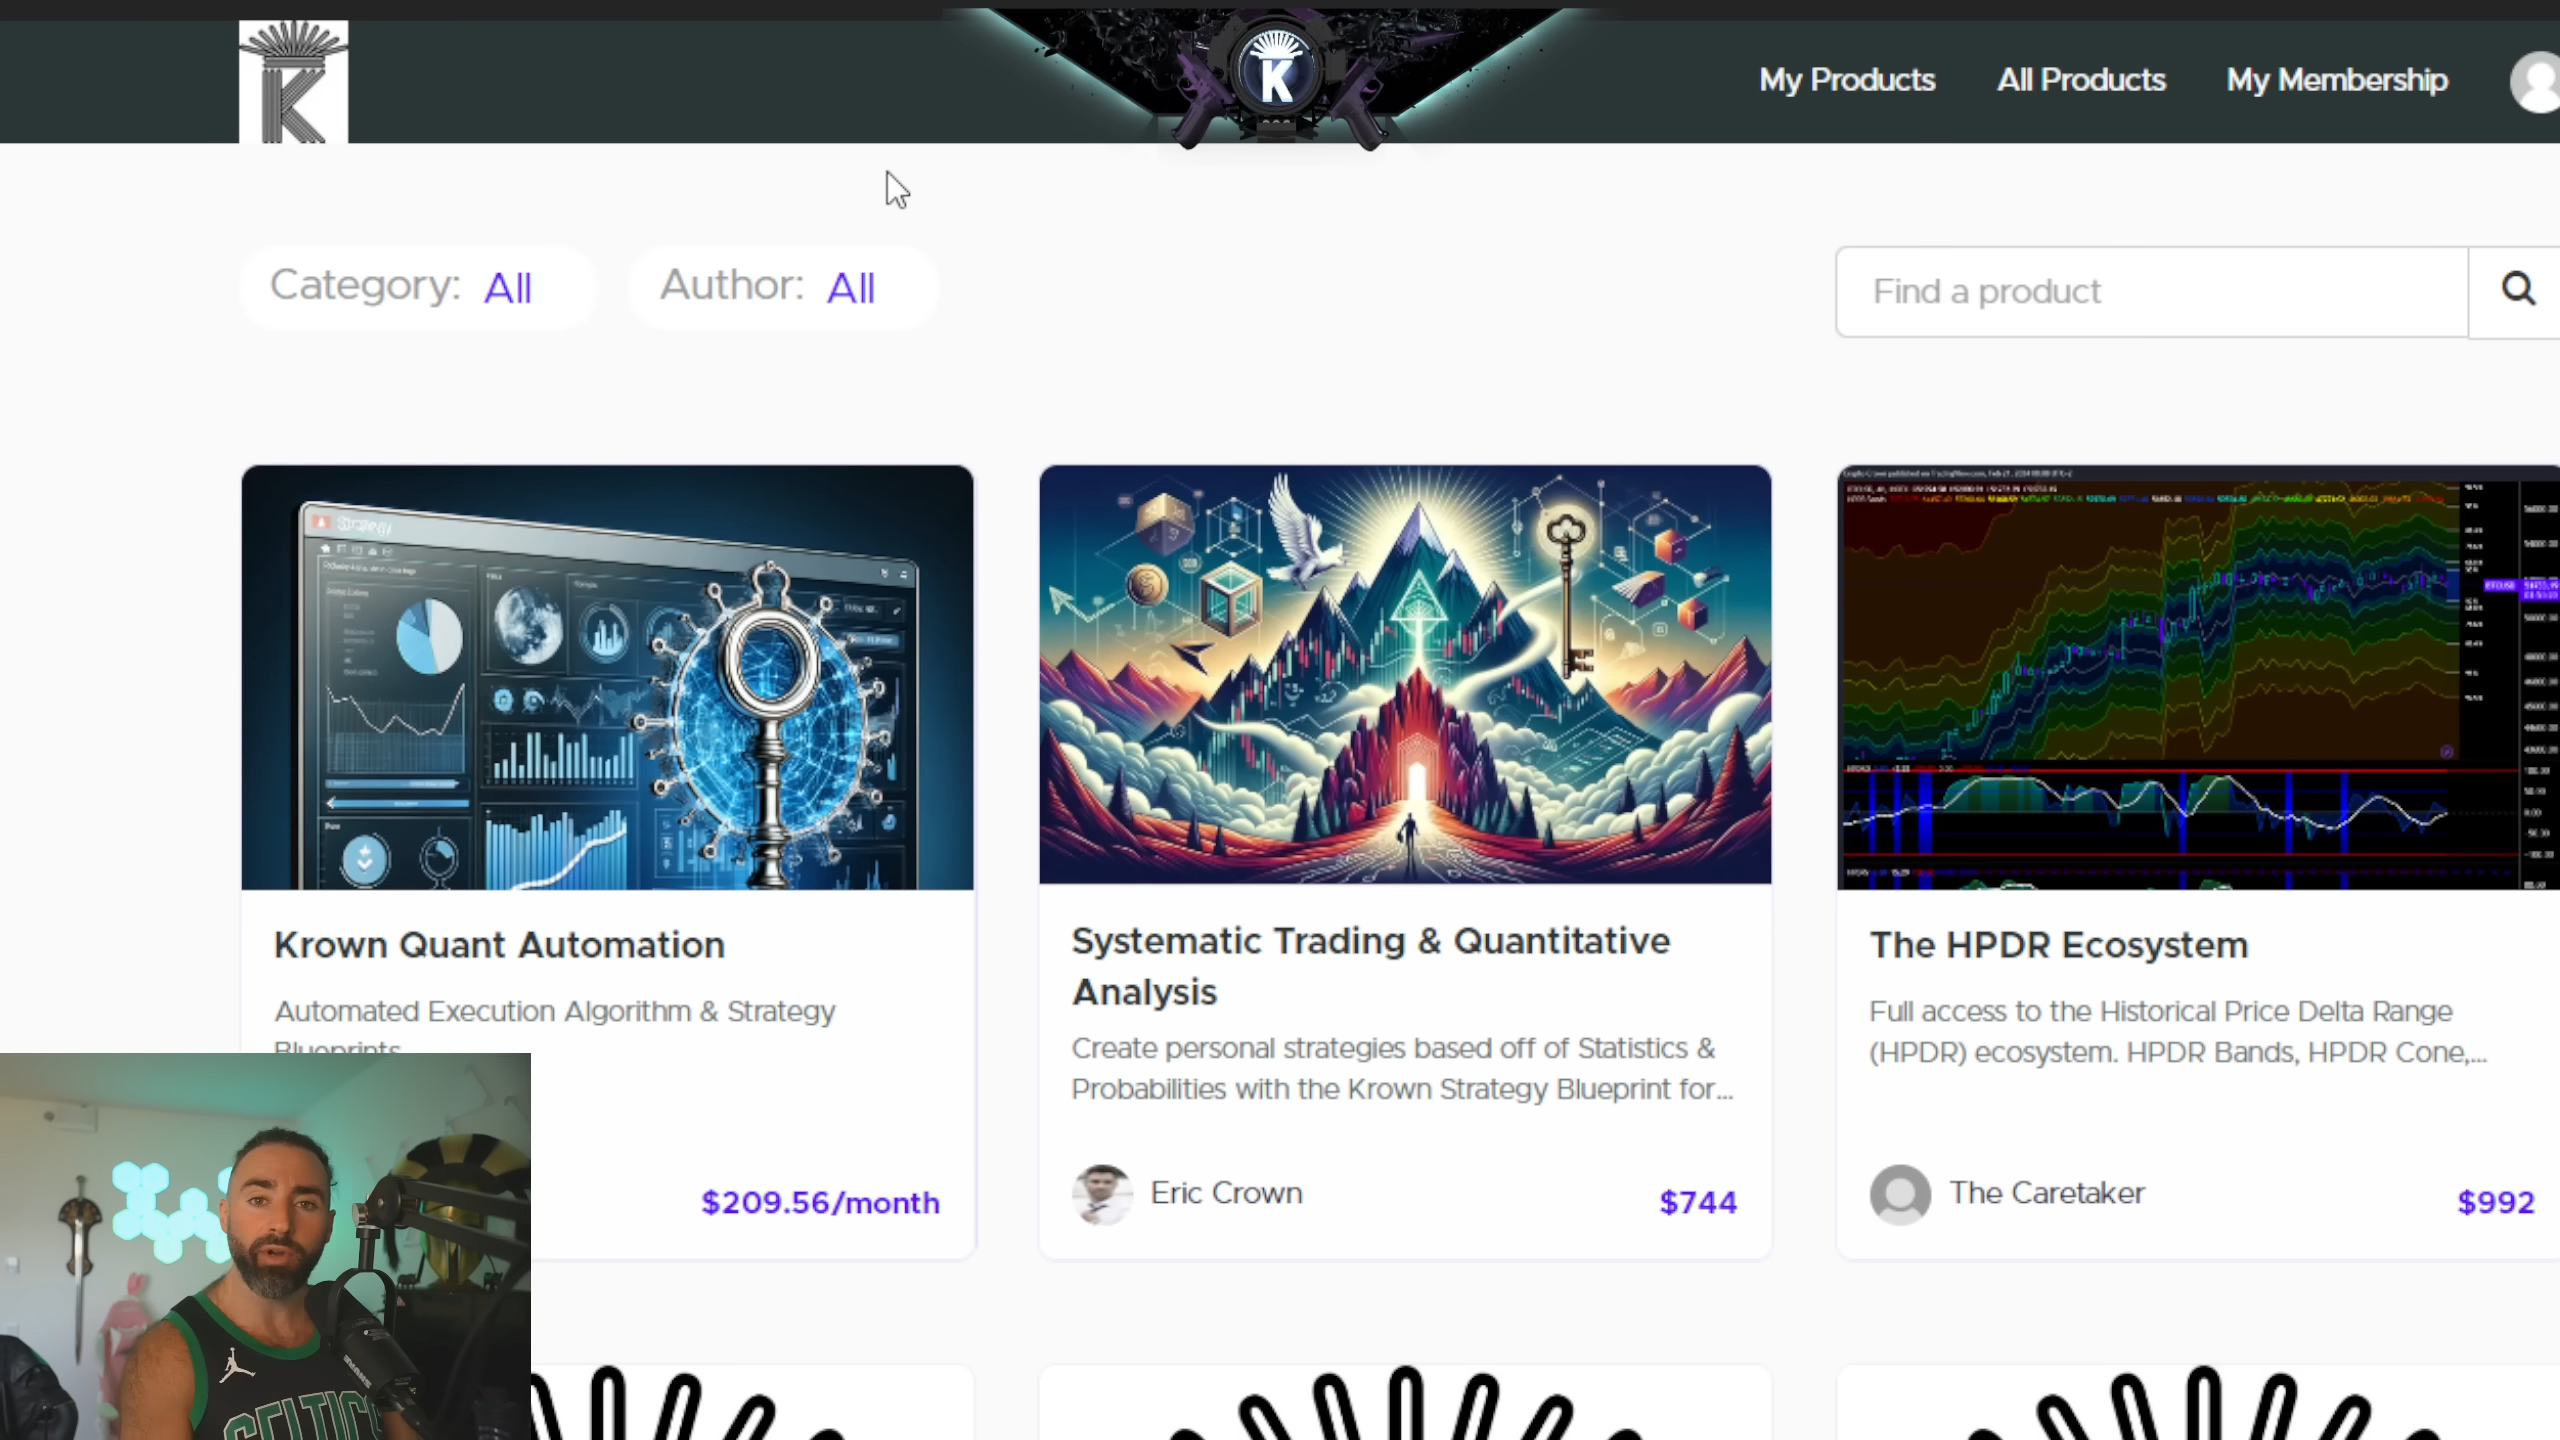 K
K
My Products
All Products
My Membership
Category: All
Author: All
Find a product
Strategy
Krown Quant Automation
Automated Execution Algorithm & Strategy
Blueprints
$209.56/month
Systematic Trading & Quantitative
Analysis
Create personal strategies based off of Statistics &
Probabilities with the Krown Strategy Blueprint for...
Eric Crown
$744
The HPDR Ecosystem
Full access to the Historical Price Delta Range
(HPDR) ecosystem. HPDR Bands, HPDR Cone,...
The Caretaker
$992
CELTICS